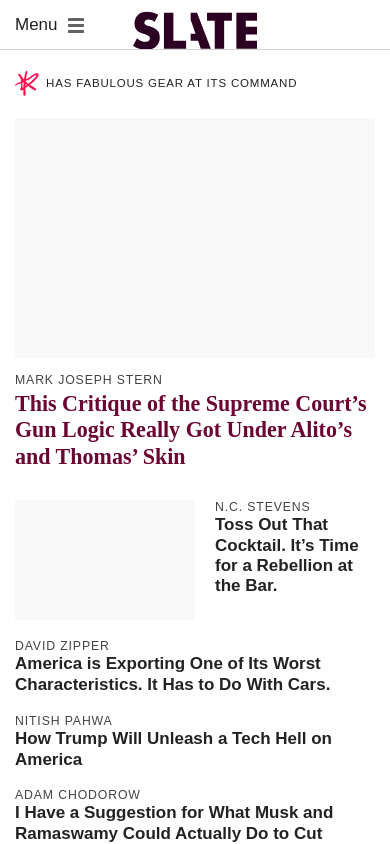 Menu
SLATE
HAS FABULOUS GEAR AT ITS COMMAND
MARK JOSEPH STERN
This Critique of the Supreme Court’s
Gun Logic Really Got Under Alito’s
and Thomas’ Skin
N.C. STEVENS
Toss Out That
Cocktail. It’s Time
for a Rebellion at
the Bar.
DAVID ZIPPER
America is Exporting One of Its Worst
Characteristics. It Has to Do With Cars.
NITISH PAHWA
How Trump Will Unleash a Tech Hell on
America
ADAM CHODOROW
I Have a Suggestion for What Musk and
Ramaswamy Could Actually Do to Cut